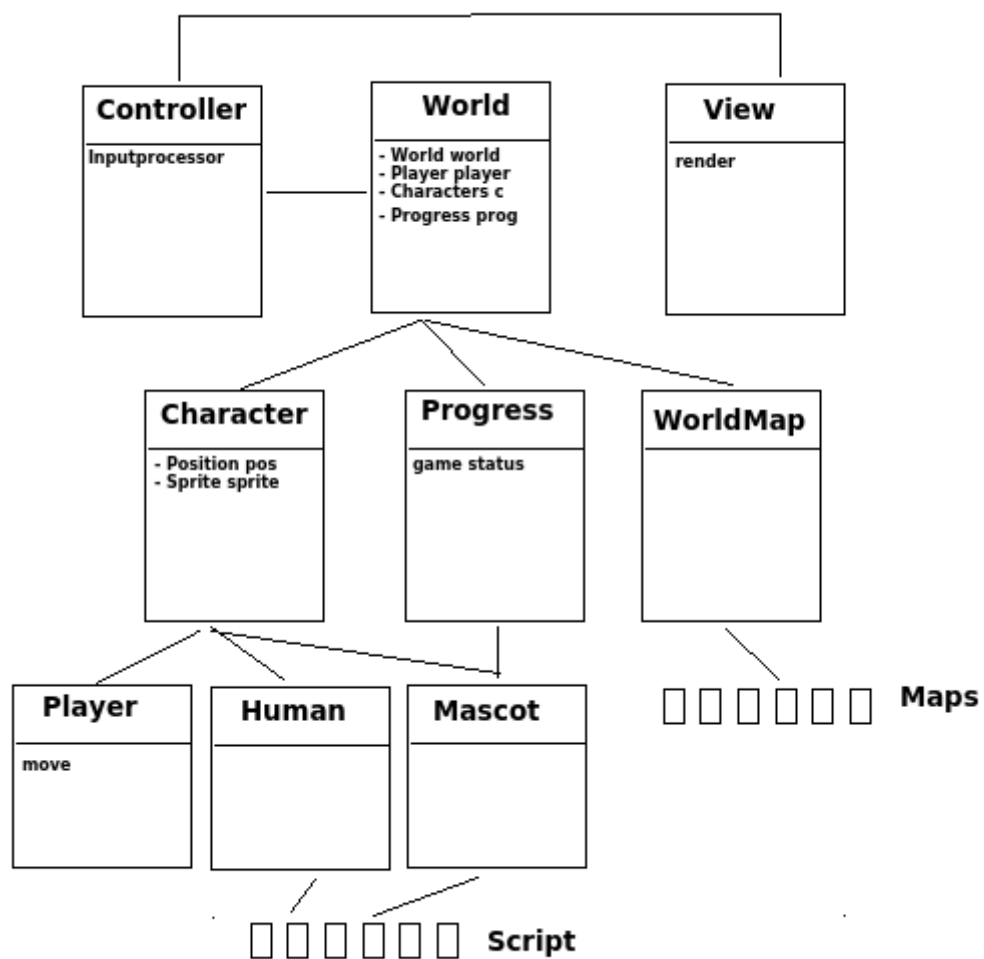 Controller
Inputprocessor
World
- World world
- Player player
- Characters c
- Progress prog
View
render
Character
- Position pos
- Sprite sprite
Progress
game status
WorldMap
Player
move
Human
Mascot
Maps
Script